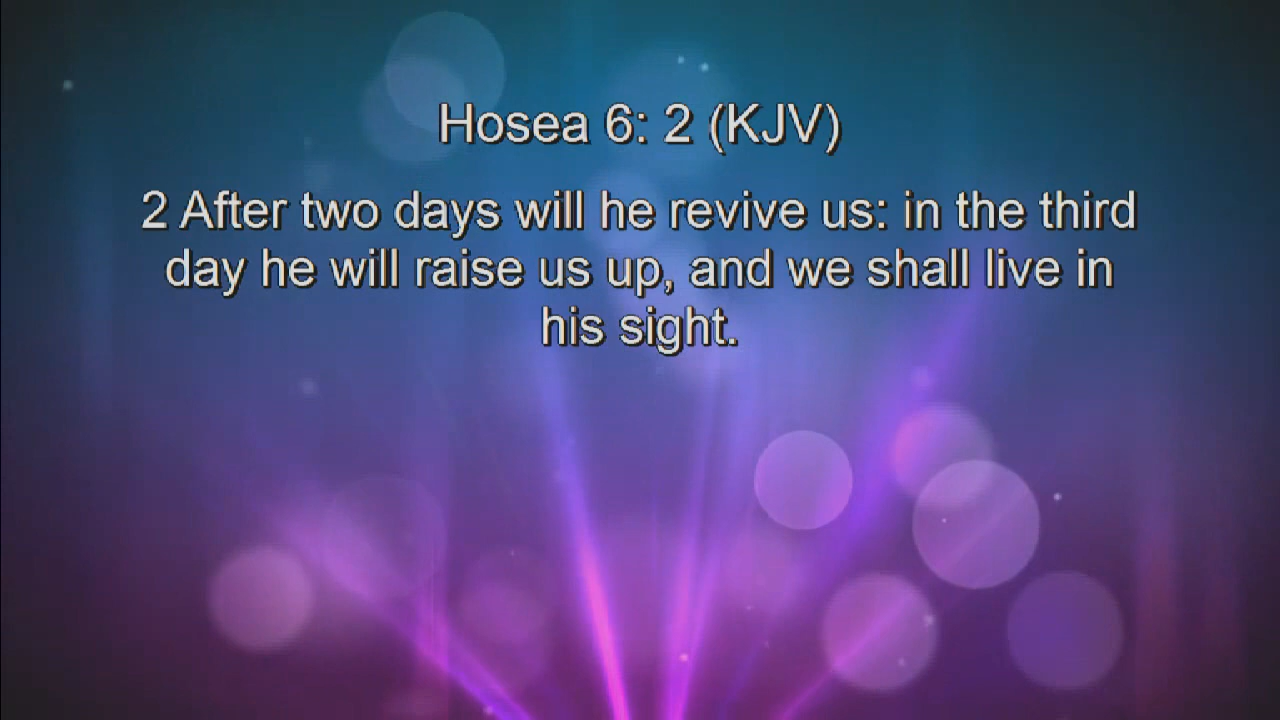 Hosea 6: 2 (KJV)
2 After two days will he revive us: in the third
day he will raise us up, and we shall live in
his sight.